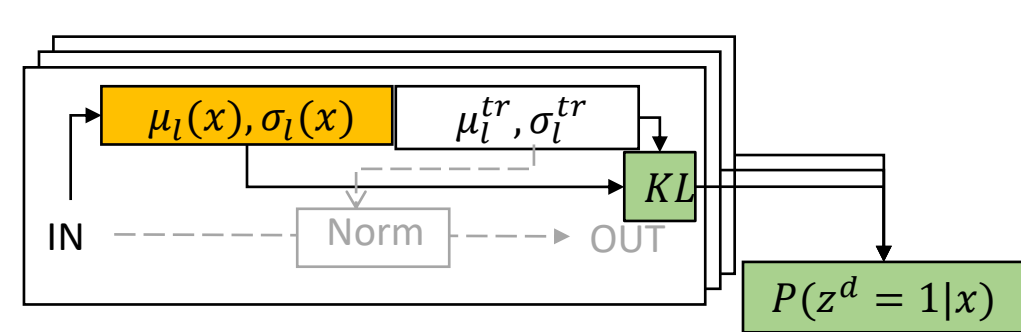 μ_l(x), σ_l(x)
μ_l^{tr}, σ_l^{tr}
KL
IN
Norm
OUT
P(z^d = 1|x)